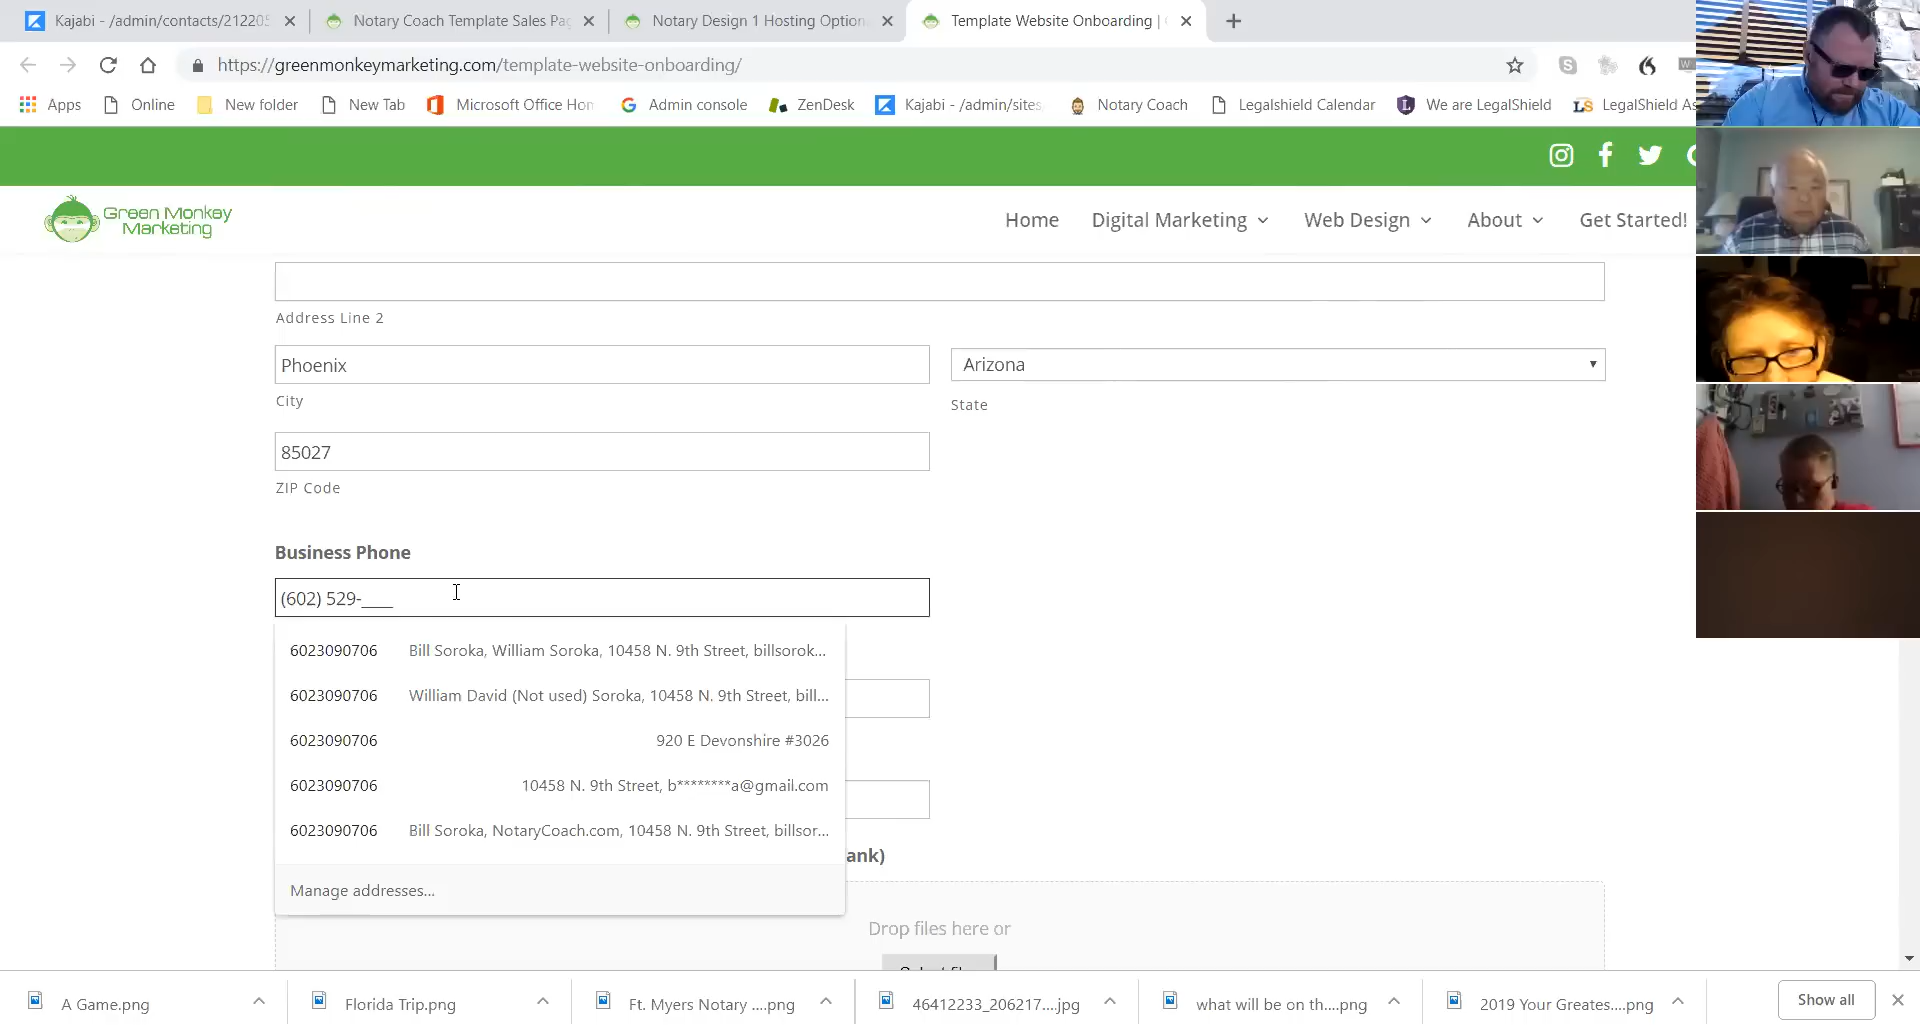 Kajabi - /admin/contacts/212205
Notary Coach Template Sales Pag
Notary Design 1 Hosting Option
Template Website Onboarding |
https://greenmonkeymarketing.com/template-website-onboarding/
Apps
Online
New folder
New Tab
Microsoft Office Hom
Admin console
ZenDesk
Kajabi - /admin/sites
Notary Coach
Legalshield Calendar
We are LegalShield
LegalShield As
Green Monkey
Marketing
Home
Digital Marketing
Web Design
About
Get Started!
Address Line 2
Phoenix
Arizona
City
State
85027
ZIP Code
Business Phone
(602) 529-____
6023090706 Bill Soroka, William Soroka, 10458 N. 9th Street, billsorok...
6023090706 William David (Not used) Soroka, 10458 N. 9th Street, bill...
6023090706 920 E Devonshire #3026
6023090706 10458 N. 9th Street, b********a@gmail.com
6023090706 Bill Soroka, NotaryCoach.com, 10458 N. 9th Street, billsor...
ank)
Manage addresses...
Drop files here or
A Game.png
Florida Trip.png
Ft. Myers Notary ....png
46412233_206217....jpg
what will be on th....png
2019 Your Greates....png
Show all